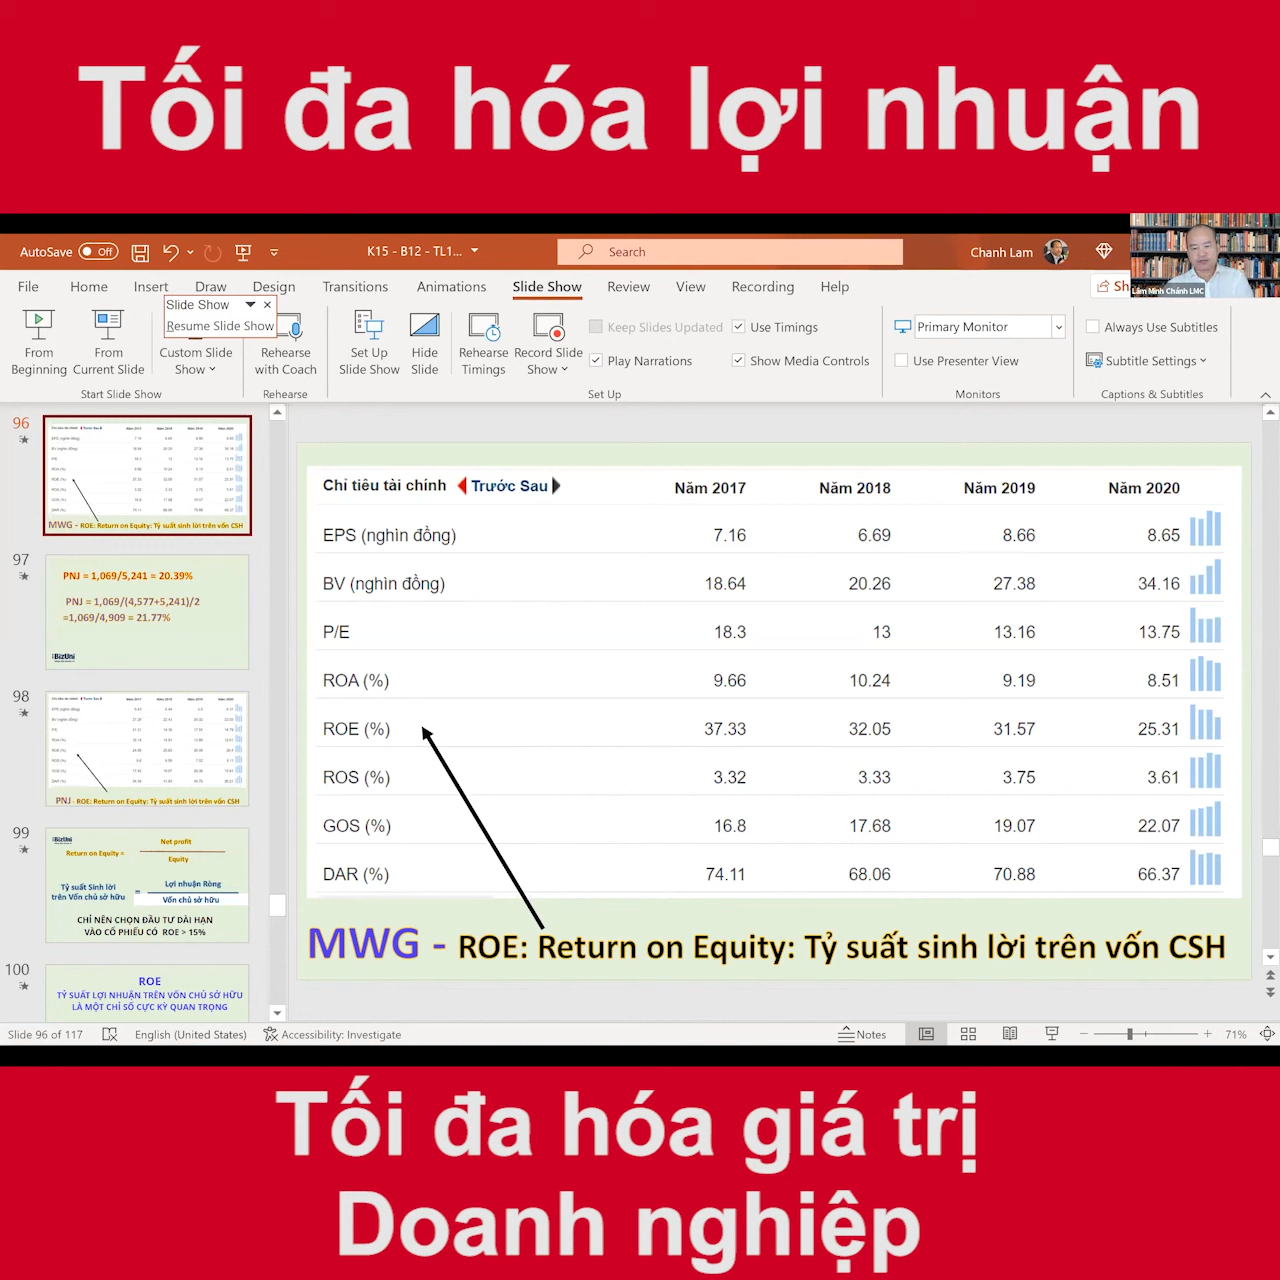 Tối đa hóa lợi nhuận
AutoSave Off
K15 - B12 - TL1...
Search
Chanh Lam
Lâm Minh Chánh LMC
File Home Insert Draw Design Transitions Animations Slide Show Review View Recording Help
Sh
Slide Show
Resume Slide Show
From Beginning
From Current Slide
Custom Slide Show
Rehearse with Coach
Set Up Slide Show
Hide Slide
Rehearse Timings
Record Slide Show
Keep Slides Updated
Use Timings
Play Narrations
Show Media Controls
Primary Monitor
Use Presenter View
Always Use Subtitles
Subtitle Settings
Start Slide Show
Rehearse
Set Up
Monitors
Captions & Subtitles
96
MWG - ROE: Return on Equity: Tỷ suất sinh lời trên vốn CSH
97
PNJ = 1,069/5,241 = 20.39%
PNJ = 1,069/(4,577+5,241)/2
=1,069/4,909 = 21.77%
BizUni
98
PNJ - ROE: Return on Equity: Tỷ suất sinh lời trên vốn CSH
99
BizUni
Return on Equity =
Net profit
Equity
Tỷ suất Sinh lời
trên Vốn chủ sở hữu
=
Lợi nhuận Ròng
Vốn chủ sở hữu
CHỈ NÊN CHỌN ĐẦU TƯ DÀI HẠN
VÀO CỔ PHIẾU CÓ ROE > 15%
100
ROE
TỶ SUẤT LỢI NHUẬN TRÊN VỐN CHỦ SỞ HỮU
LÀ MỘT CHỈ SỐ CỰC KỲ QUAN TRỌNG
Chỉ tiêu tài chính Trước Sau Năm 2017 Năm 2018 Năm 2019 Năm 2020
EPS (nghìn đồng) 7.16 6.69 8.66 8.65
BV (nghìn đồng) 18.64 20.26 27.38 34.16
P/E 18.3 13 13.16 13.75
ROA (%) 9.66 10.24 9.19 8.51
ROE (%) 37.33 32.05 31.57 25.31
ROS (%) 3.32 3.33 3.75 3.61
GOS (%) 16.8 17.68 19.07 22.07
DAR (%) 74.11 68.06 70.88 66.37
MWG - ROE: Return on Equity: Tỷ suất sinh lời trên vốn CSH
Slide 96 of 117 English (United States) Accessibility: Investigate Notes 71%
Tối đa hóa giá trị
Doanh nghiệp